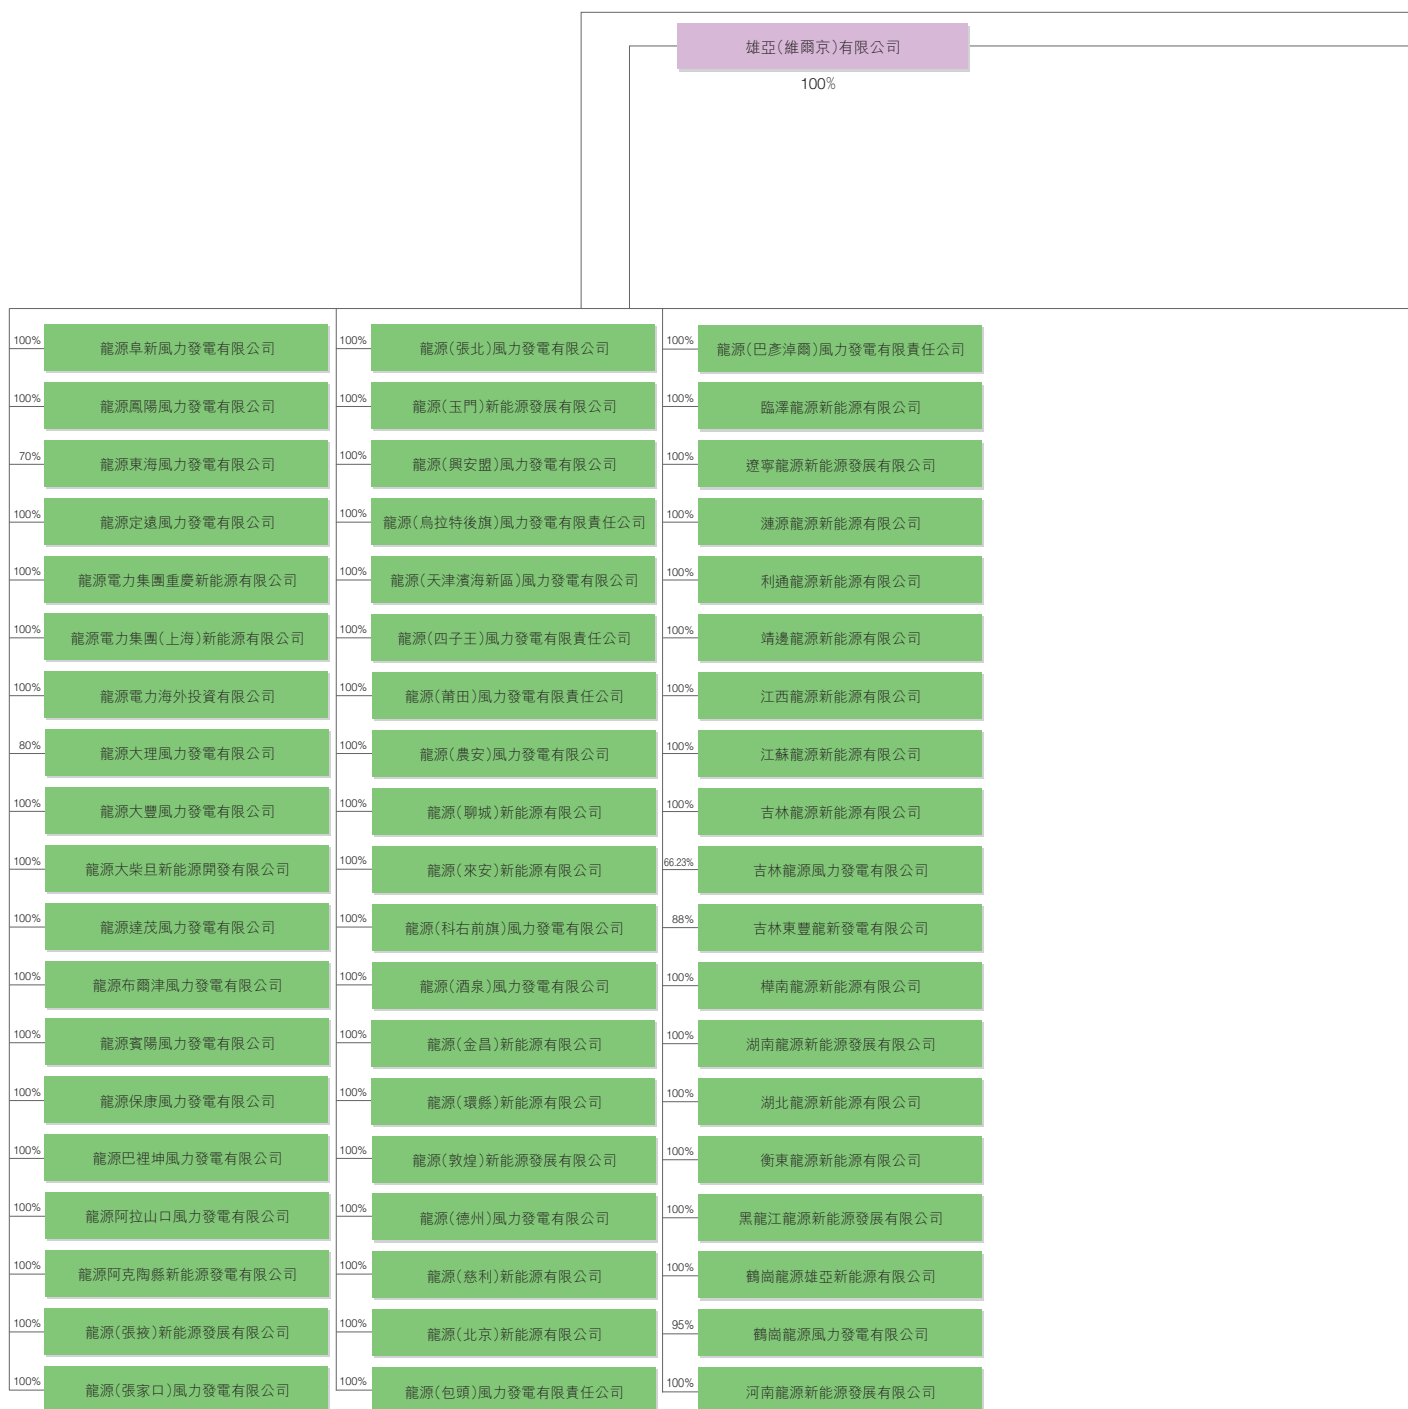 雄亞(維爾京)有限公司
100%
100% 龍源阜新風力發電有限公司
100% 龍源鳳陽風力發電有限公司
70% 龍源東海風力發電有限公司
100% 龍源定遠風力發電有限公司
100% 龍源電力集團重慶新能源有限公司
100% 龍源電力集團(上海)新能源有限公司
100% 龍源電力海外投資有限公司
80% 龍源大理風力發電有限公司
100% 龍源大豐風力發電有限公司
100% 龍源大柴旦新能源開發有限公司
100% 龍源達茂風力發電有限公司
100% 龍源布爾津風力發電有限公司
100% 龍源賓陽風力發電有限公司
100% 龍源保康風力發電有限公司
100% 龍源巴裡坤風力發電有限公司
100% 龍源阿拉山口風力發電有限公司
100% 龍源阿克陶縣新能源發電有限公司
100% 龍源(張掖)新能源發展有限公司
100% 龍源(張家口)風力發電有限公司
100% 龍源(張北)風力發電有限公司
100% 龍源(玉門)新能源發展有限公司
100% 龍源(興安盟)風力發電有限公司
100% 龍源(烏拉特後旗)風力發電有限責任公司
100% 龍源(天津濱海新區)風力發電有限公司
100% 龍源(四子王)風力發電有限責任公司
100% 龍源(莆田)風力發電有限責任公司
100% 龍源(農安)風力發電有限公司
100% 龍源(聊城)新能源有限公司
100% 龍源(來安)新能源有限公司
100% 龍源(科右前旗)風力發電有限公司
100% 龍源(酒泉)風力發電有限公司
100% 龍源(金昌)新能源有限公司
100% 龍源(環縣)新能源有限公司
100% 龍源(敦煌)新能源發展有限公司
100% 龍源(德州)風力發電有限公司
100% 龍源(慈利)新能源有限公司
100% 龍源(北京)新能源有限公司
100% 龍源(包頭)風力發電有限責任公司
100% 龍源(巴彥淖爾)風力發電有限責任公司
100% 臨澤龍源新能源有限公司
100% 遼寧龍源新能源發展有限公司
100% 漣源龍源新能源有限公司
100% 利通龍源新能源有限公司
100% 靖邊龍源新能源有限公司
100% 江西龍源新能源有限公司
100% 江蘇龍源新能源有限公司
100% 吉林龍源新能源有限公司
66.23% 吉林龍源風力發電有限公司
88% 吉林東豐龍新發電有限公司
100% 樺南龍源新能源有限公司
100% 湖南龍源新能源發展有限公司
100% 湖北龍源新能源有限公司
100% 衡東龍源新能源有限公司
100% 黑龍江龍源新能源發展有限公司
100% 鶴崗龍源雄亞新能源有限公司
95% 鶴崗龍源風力發電有限公司
100% 河南龍源新能源發展有限公司